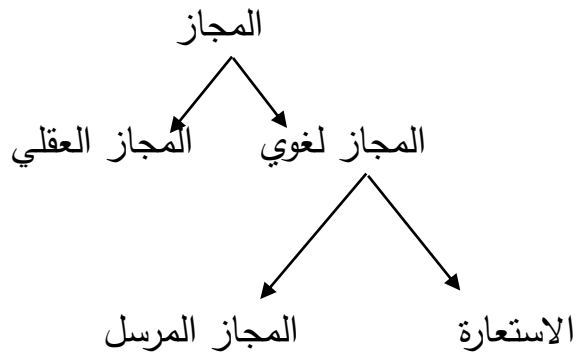 المجاز
المجاز لغوي المجاز العقلي
الاستعارة المجاز المرسل